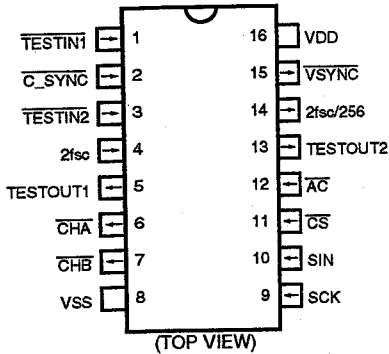 TESTIN1 1 16 VDD
C_SYNC 2 15 VSYNC
TESTIN2 3 14 2fsc/256
2fsc 4 13 TESTOUT2
TESTOUT1 5 12 AC
CHA 6 11 CS
CHB 7 10 SIN
VSS 8 9 SCK
(TOP VIEW)